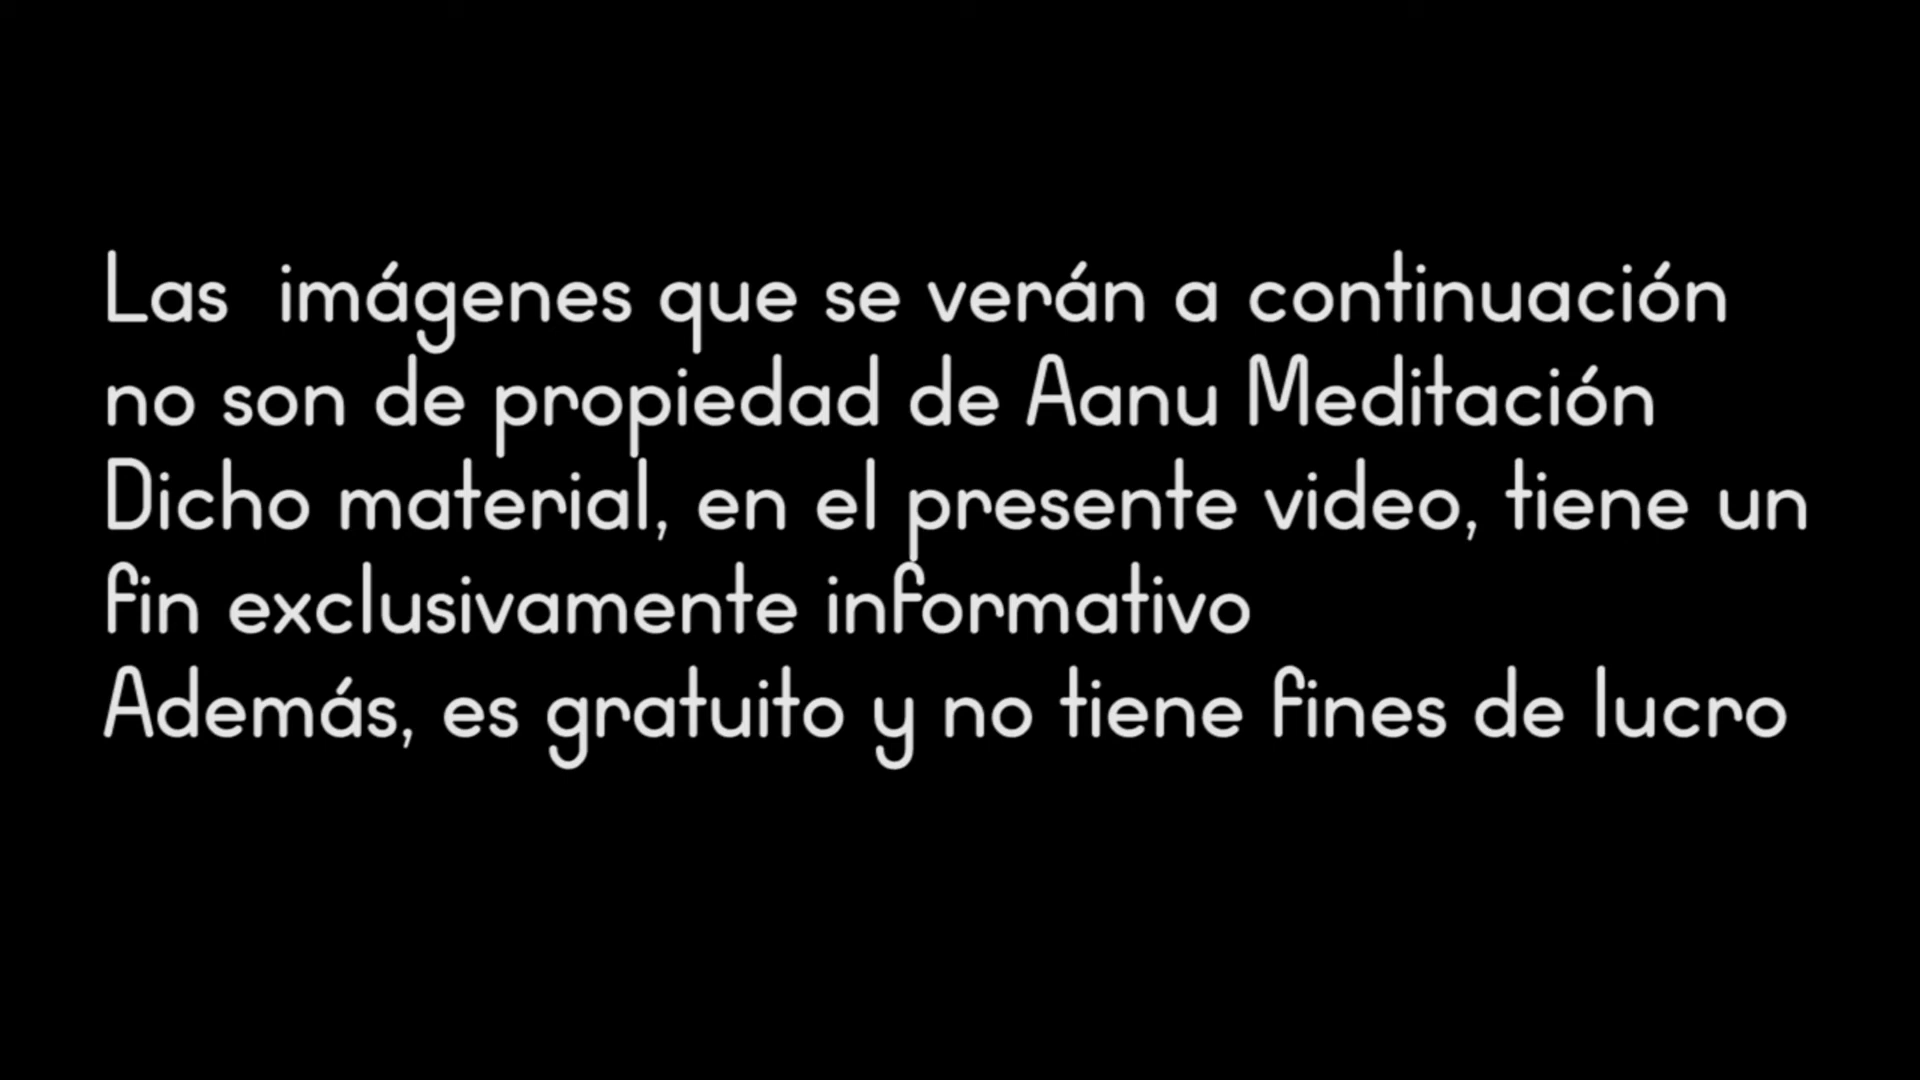 Las  imágenes que se verán a continuación
no son de propiedad de Aanu Meditación
Dicho material, en el presente video, tiene un
fin exclusivamente informativo
Además, es gratuito y no tiene fines de lucro